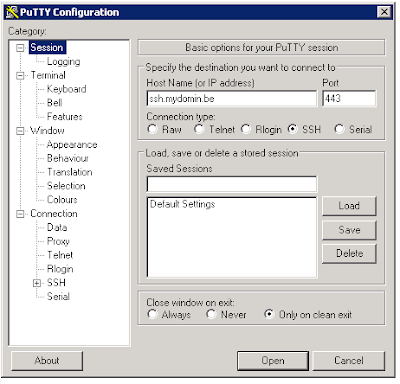 PuTTY Configuration
Category:
Session
Logging
Terminal
Keyboard
Bell
Features
Window
Appearance
Behaviour
Translation
Selection
Colours
Connection
Data
Proxy
Telnet
Rlogin
SSH
Serial
Basic options for your PuTTY session
Specify the destination you want to connect to
Host Name (or IP address) Port
ssh.mydomin.be 443
Connection type:
Raw Telnet Rlogin SSH Serial
Load, save or delete a stored session
Saved Sessions
Default Settings
Load
Save
Delete
Close window on exit:
Always Never Only on clean exit
About Open Cancel